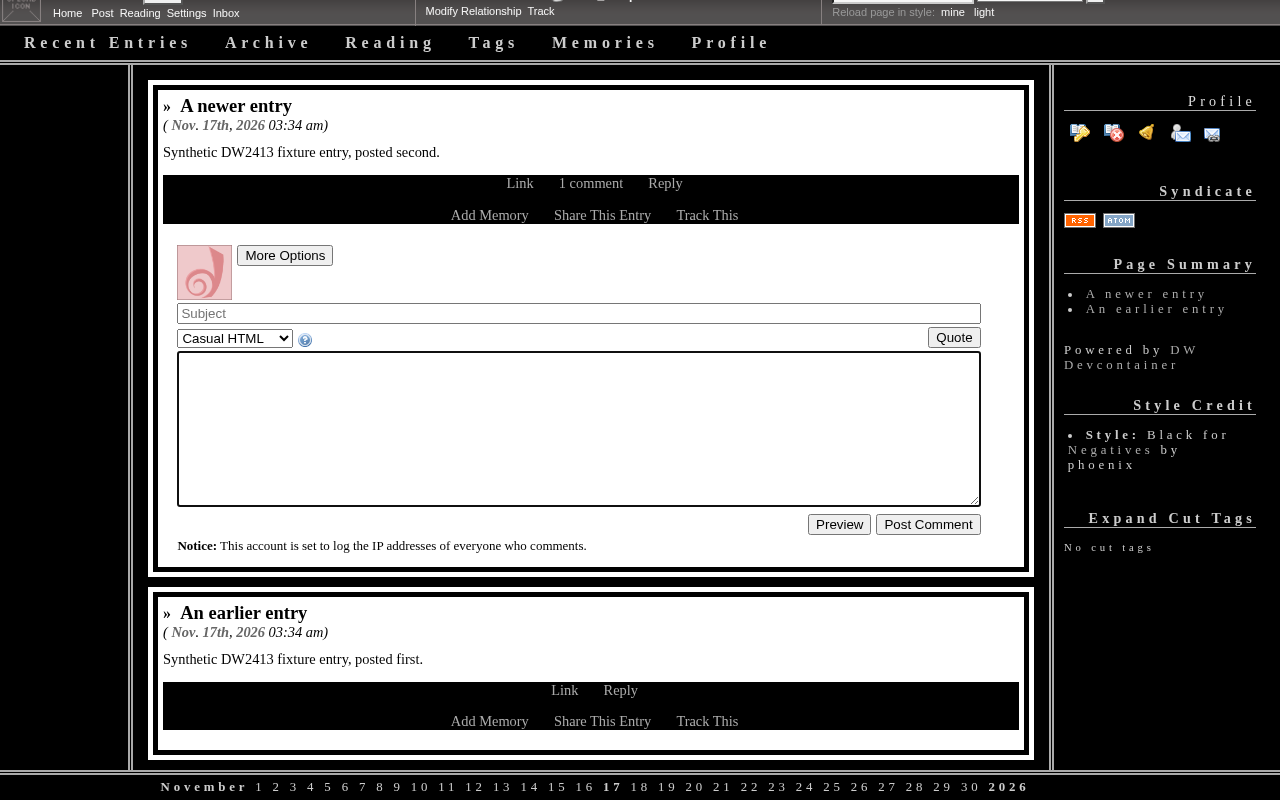 Home Post Reading Settings Inbox
Modify Relationship Track
Reload page in style: mine light
Recent Entries Archive Reading Tags Memories Profile
» A newer entry
( Nov. 17th, 2026 03:34 am)
Synthetic DW2413 fixture entry, posted second.
Link 1 comment Reply
Add Memory Share This Entry Track This
More Options
Subject
Casual HTML
Quote
Preview Post Comment
Notice: This account is set to log the IP addresses of everyone who comments.
» An earlier entry
( Nov. 17th, 2026 03:34 am)
Synthetic DW2413 fixture entry, posted first.
Link Reply
Add Memory Share This Entry Track This
Profile
Syndicate
RSS ATOM
Page Summary
A newer entry
An earlier entry
Powered by DW
Devcontainer
Style Credit
Style: Black for
Negatives by
phoenix
Expand Cut Tags
No cut tags
November 1 2 3 4 5 6 7 8 9 10 11 12 13 14 15 16 17 18 19 20 21 22 23 24 25 26 27 28 29 30 2026